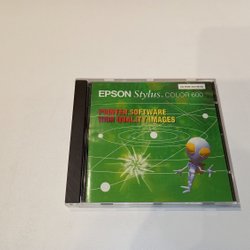 EPSON Stylus COLOR 600
PRINTER SOFTWARE
HIGH QUALITY IMAGES